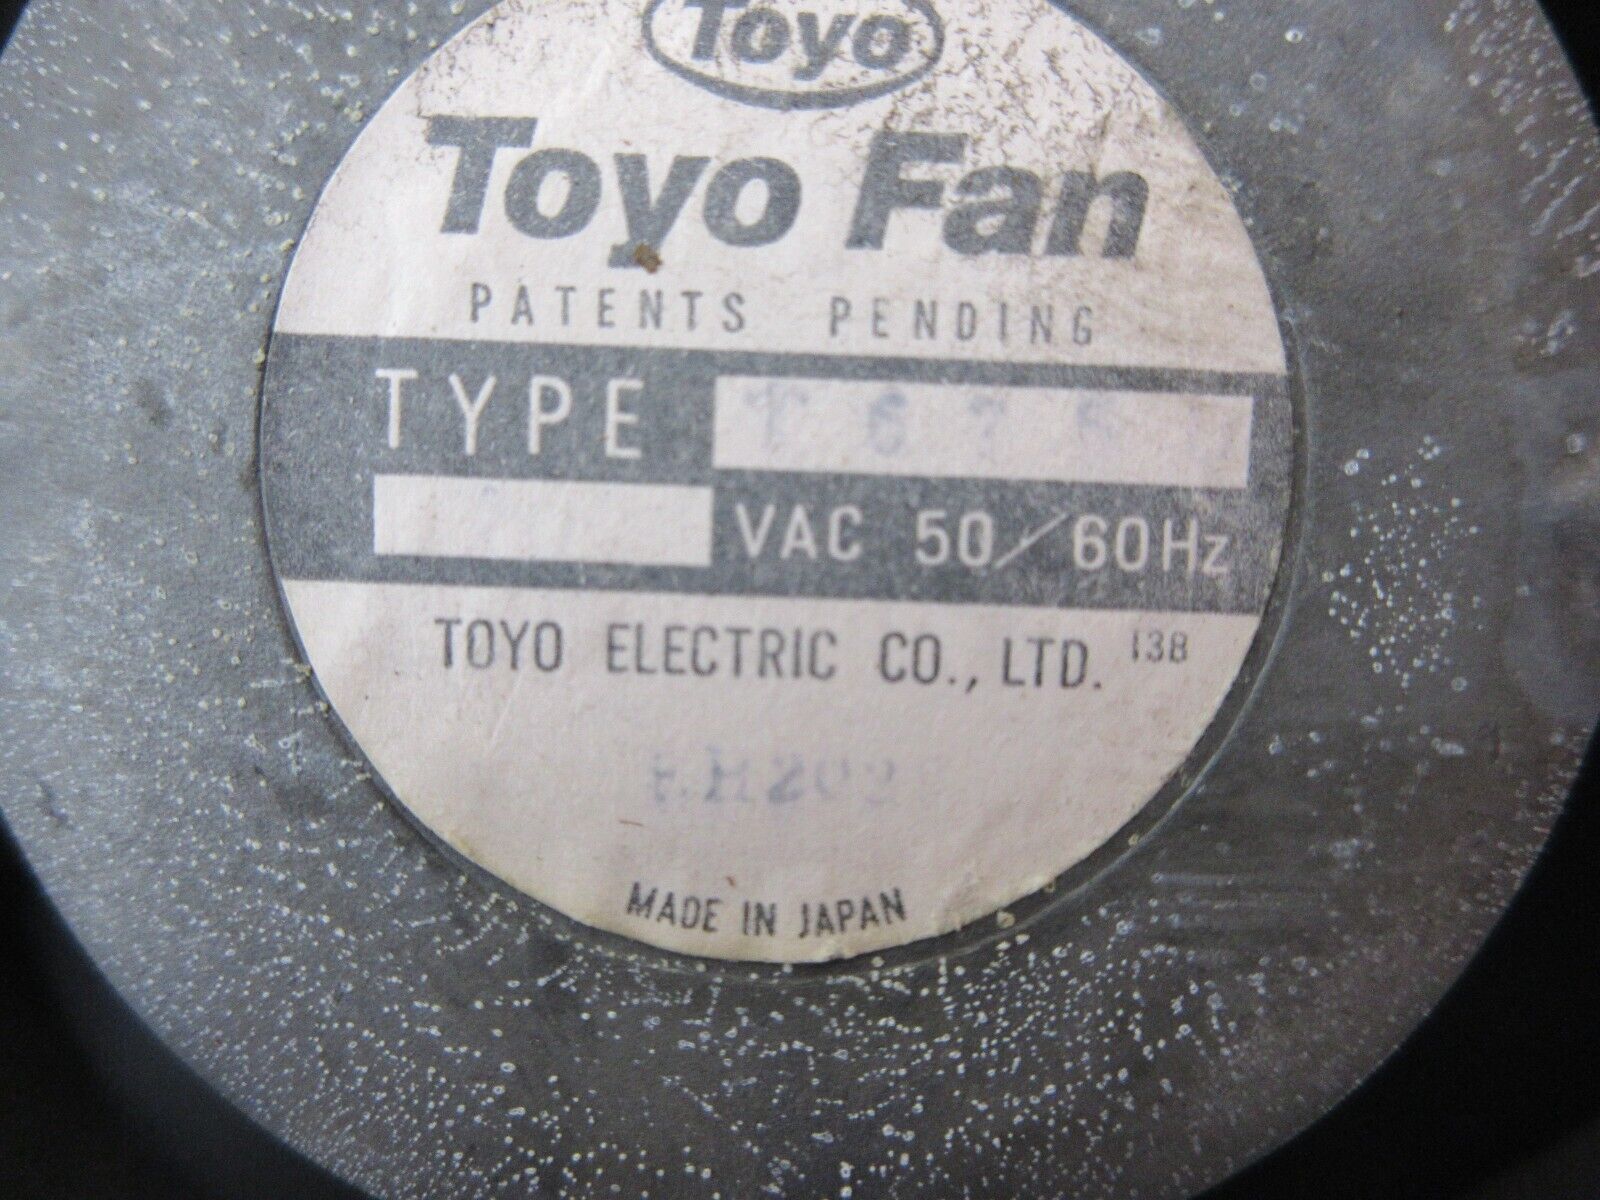 Toyo
Toyo Fan
PATENTS PENDING
TYPE
VAC 50/60Hz
TOYO ELECTRIC CO., LTD. 138
MADE IN JAPAN